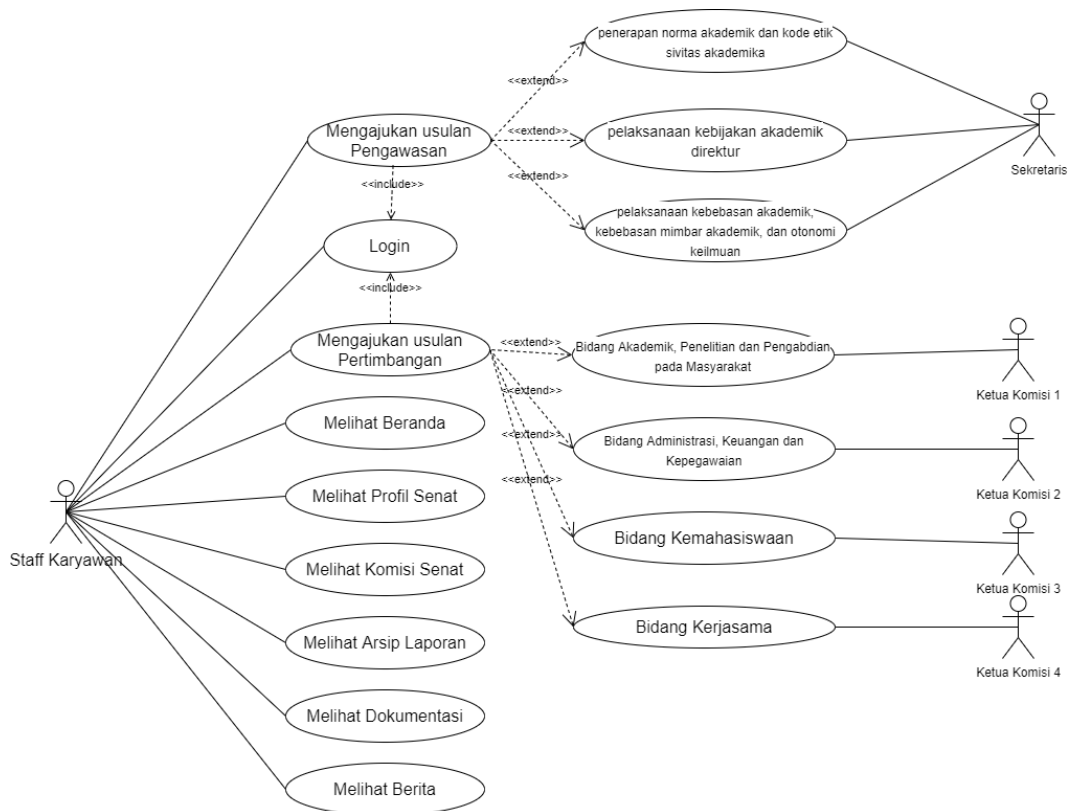 penerapan norma akademik dan kode etik
sivitas akademika
<<extend>>
Mengajukan usulan
Pengawasan
<<extend>>
pelaksanaan kebijakan akademik
direktur
Sekretaris
<<extend>>
<<include>>
pelaksanaan kebebasan akademik,
kebebasan mimbar akademik, dan otonomi
keilmuan
Login
<<include>>
Mengajukan usulan
Pertimbangan
<<extend>>
Bidang Akademik, Penelitian dan Pengabdian
pada Masyarakat
Ketua Komisi 1
<<extend>>
Melihat Beranda
<<extend>>
Bidang Administrasi, Keuangan dan
Kepegawaian
Ketua Komisi 2
<<extend>>
Melihat Profil Senat
Bidang Kemahasiswaan
Ketua Komisi 3
Staff Karyawan
Melihat Komisi Senat
Bidang Kerjasama
Ketua Komisi 4
Melihat Arsip Laporan
Melihat Dokumentasi
Melihat Berita